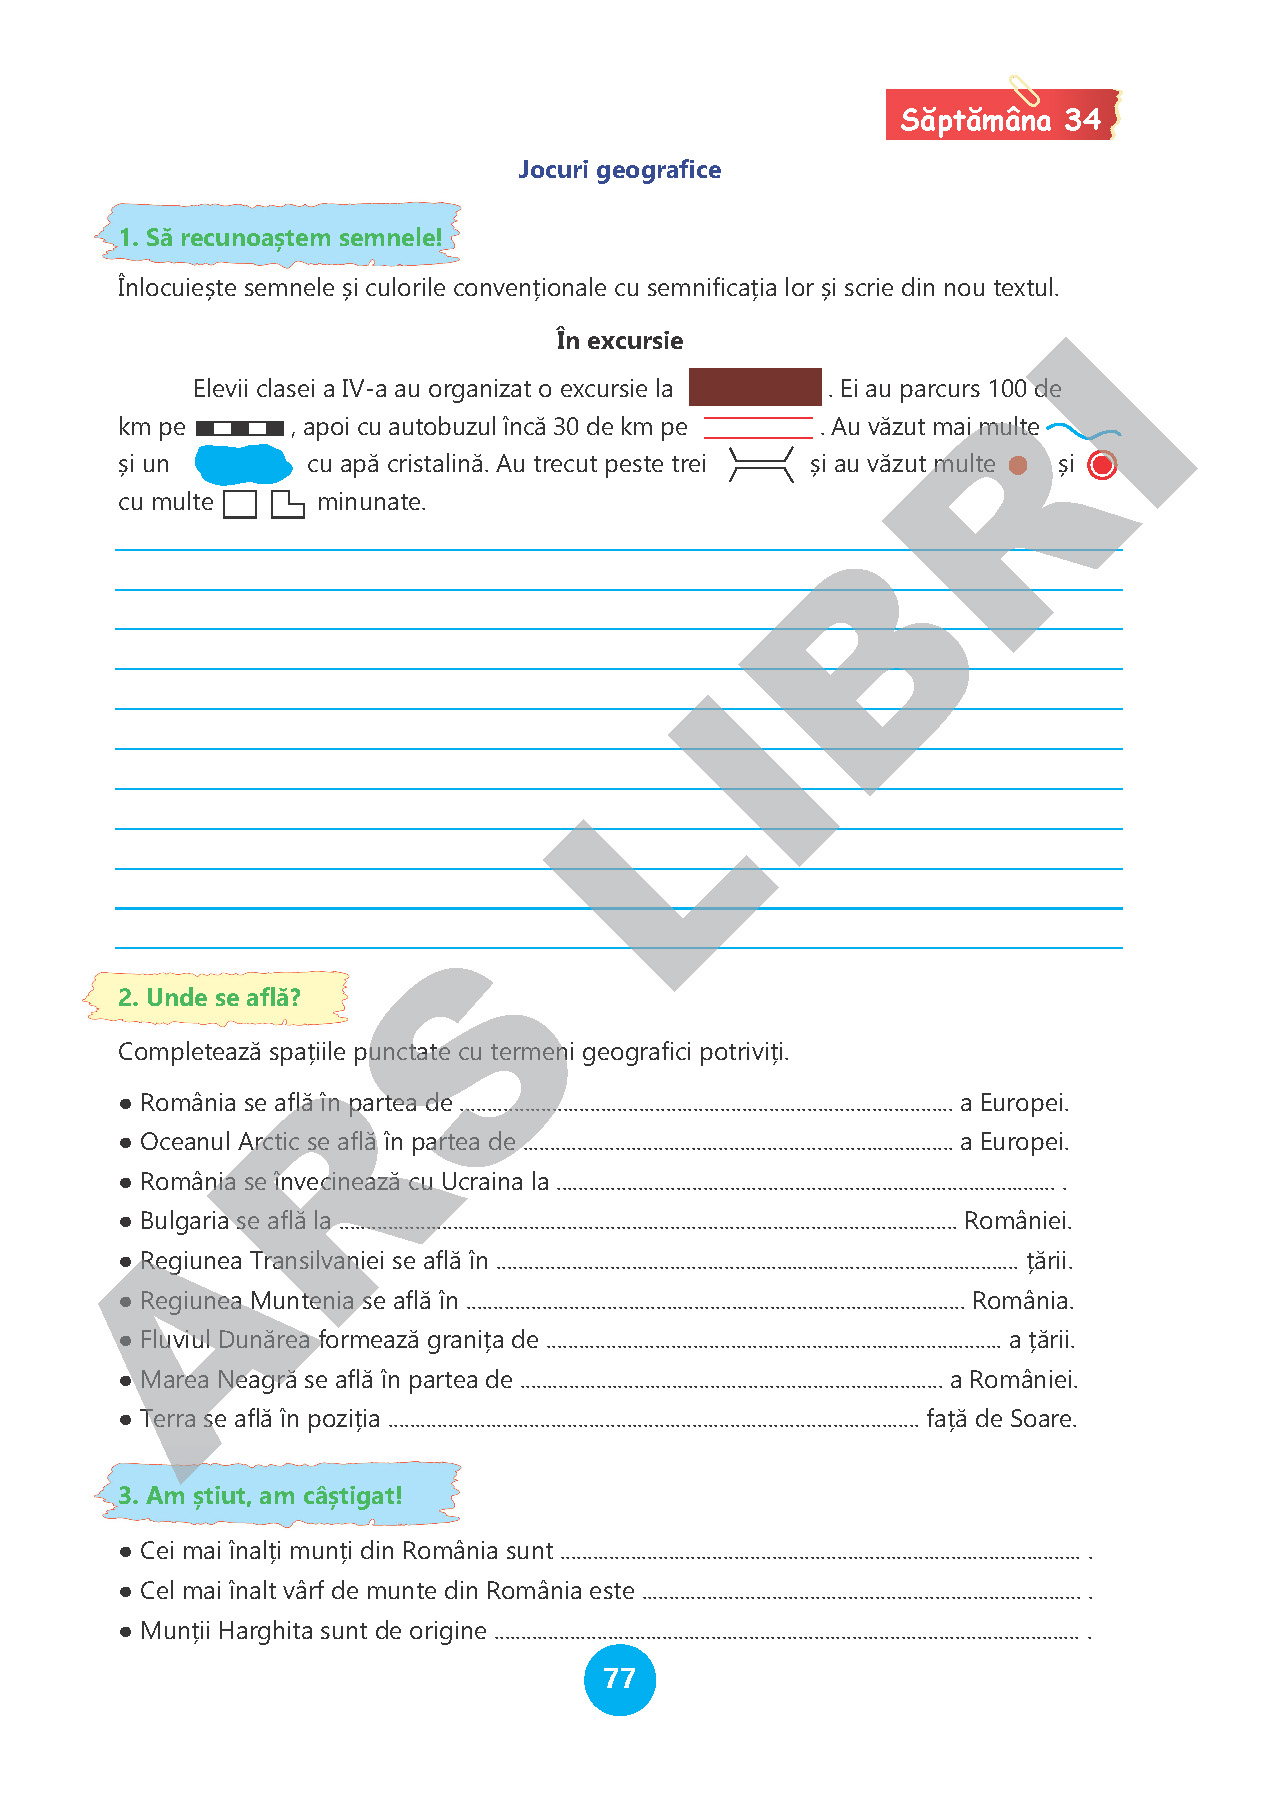 Săptămâna 34
Jocuri geografice
1. Să recunoaștem semnele!
Înlocuiește semnele și culorile convenționale cu semnificația lor și scrie din nou textul.
În excursie
Elevii clasei a IV-a au organizat o excursie la . Ei au parcurs 100 de
km pe , apoi cu autobuzul încă 30 de km pe . Au văzut mai multe
și un cu apă cristalină. Au trecut peste trei și au văzut multe și
cu multe minunate.
2. Unde se află?
Completează spațiile punctate cu termeni geografici potriviți.
● România se află în partea de .......................................... a Europei.
● Oceanul Arctic se află în partea de .......................................... a Europei.
● România se învecinează cu Ucraina la .......................................... .
● Bulgaria se află la .......................................... României.
● Regiunea Transilvaniei se află în .......................................... țării.
● Regiunea Muntenia se află în .......................................... România.
● Fluviul Dunărea formează granița de .......................................... a țării.
● Marea Neagră se află în partea de .......................................... a României.
● Terra se află în poziția .......................................... față de Soare.
3. Am știut, am câștigat!
● Cei mai înalți munți din România sunt .......................................... .
● Cel mai înalt vârf de munte din România este .......................................... .
● Munții Harghita sunt de origine .......................................... .
77
ARS LIBRI